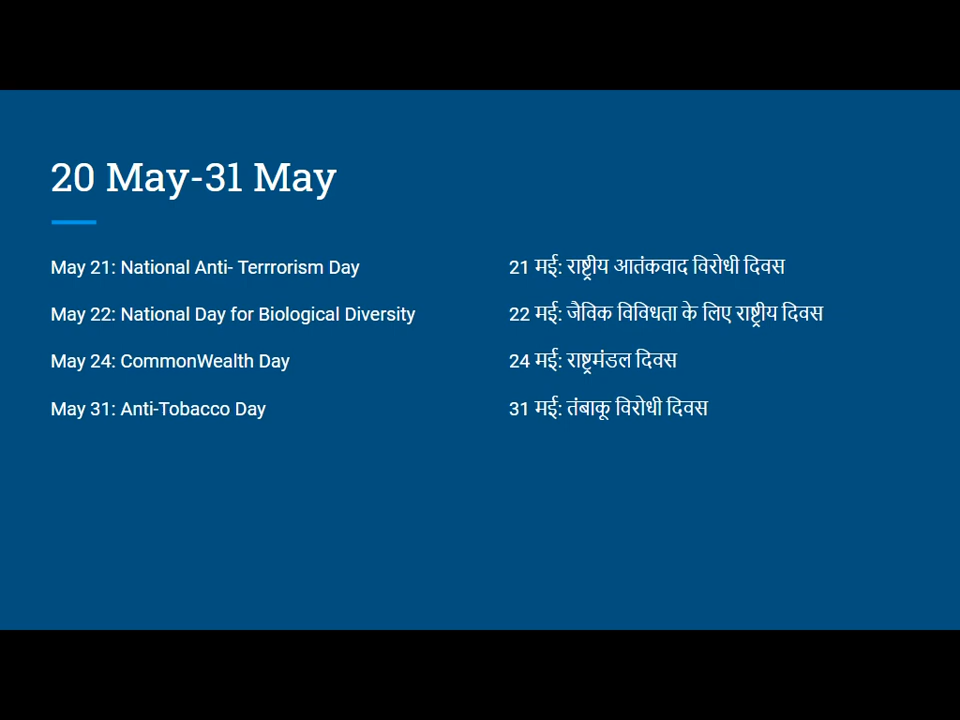 20 May-31 May
May 21: National Anti- Terrrorism Day
May 22: National Day for Biological Diversity
May 24: CommonWealth Day
May 31: Anti-Tobacco Day
21 मई: राष्ट्रीय आतंकवाद विरोधी दिवस
22 मई: जैविक विविधता के लिए राष्ट्रीय दिवस
24 मई: राष्ट्रमंडल दिवस
31 मई: तंबाकू विरोधी दिवस